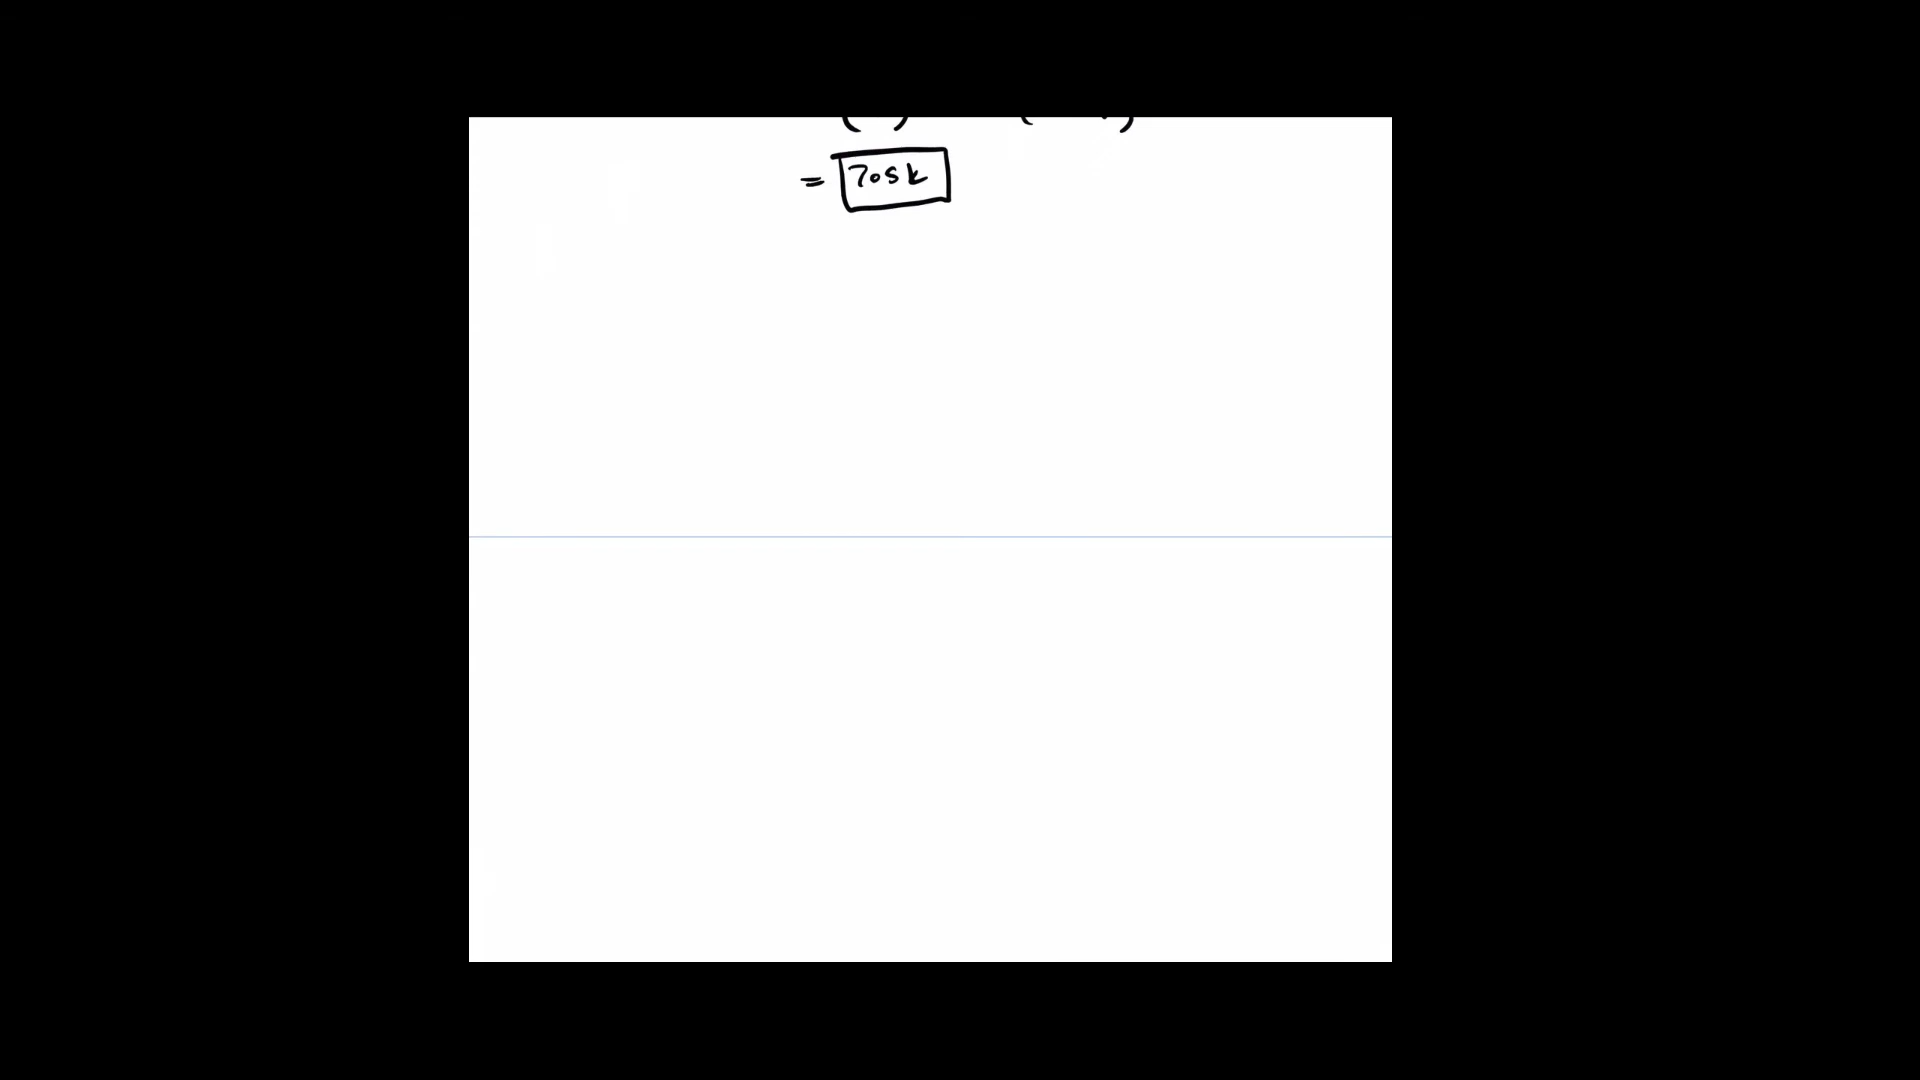 ( ) ( )
= 705k